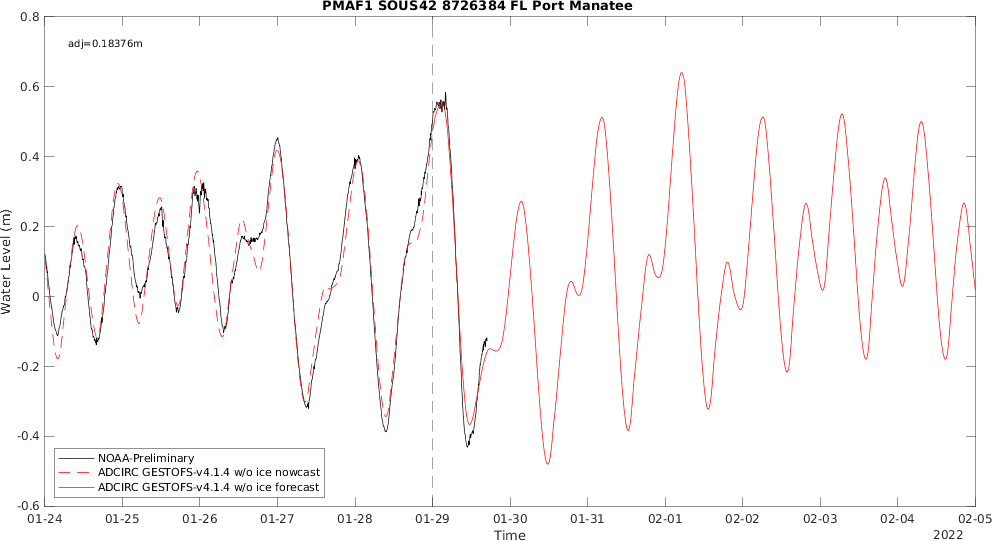 PMAF1 SOUS42 8726384 FL Port Manatee
adj=0.18376m
Water Level (m)
0.8
0.6
0.4
0.2
0
-0.2
-0.4
-0.6
NOAA-Preliminary
ADCIRC GESTOFS-v4.1.4 w/o ice nowcast
ADCIRC GESTOFS-v4.1.4 w/o ice forecast
01-24 01-25 01-26 01-27 01-28 01-29 01-30 01-31 02-01 02-02 02-03 02-04 02-05
Time
2022